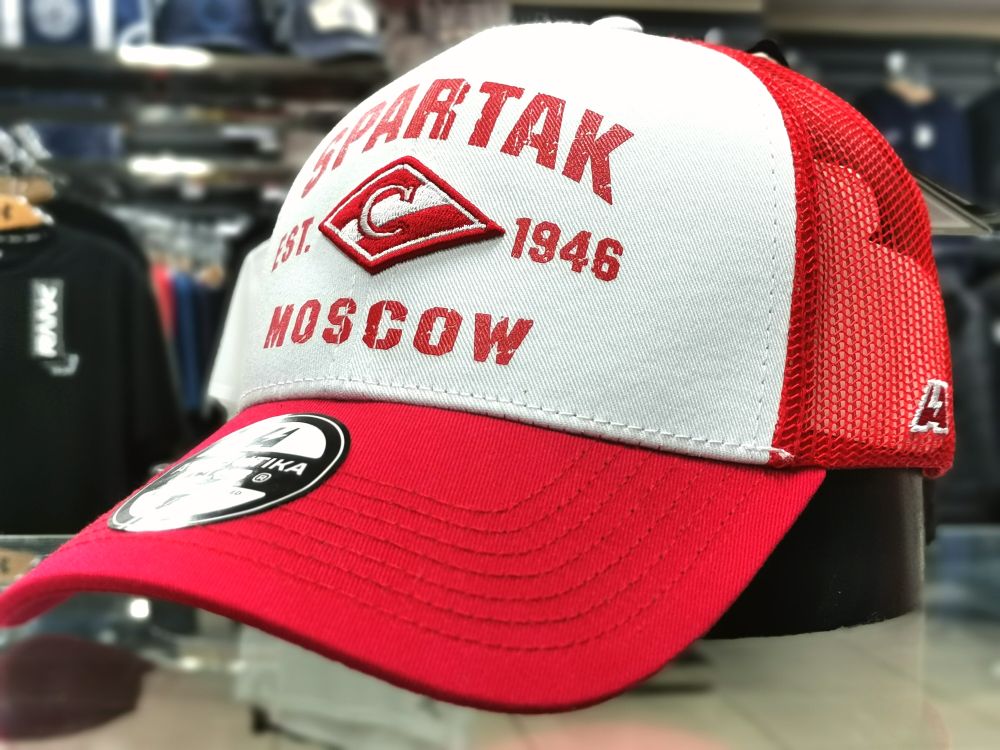 SPARTAK
C
EST. 1946
MOSCOW
A